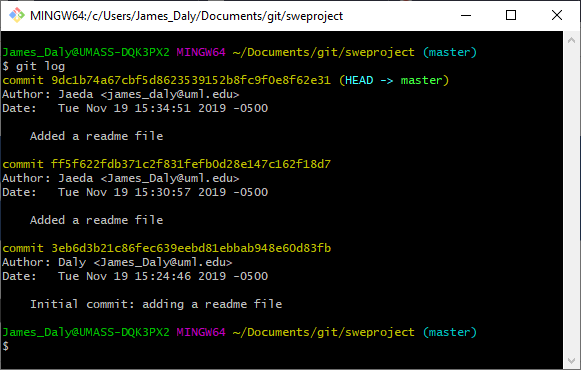 MINGW64:/c/Users/James_Daly/Documents/git/sweproject
James_Daly@UMASS-DQK3PX2 MINGW64 ~/Documents/git/sweproject (master)
$ git log
commit 9dc1b74a67cbf5d8623539152b8fc9f0e8f62e31 (HEAD -> master)
Author: Jaeda <james_daly@uml.edu>
Date:   Tue Nov 19 15:34:51 2019 -0500
    Added a readme file
commit ff5f622fdb371c2f831fefb0d28e147c162f18d7
Author: Jaeda <James_Daly@uml.edu>
Date:   Tue Nov 19 15:30:57 2019 -0500
    Added a readme file
commit 3eb6d3b21c86fec639eebd81ebbab948e60d83fb
Author: Daly <James_Daly@uml.edu>
Date:   Tue Nov 19 15:24:46 2019 -0500
    Initial commit: adding a readme file
James_Daly@UMASS-DQK3PX2 MINGW64 ~/Documents/git/sweproject (master)
$